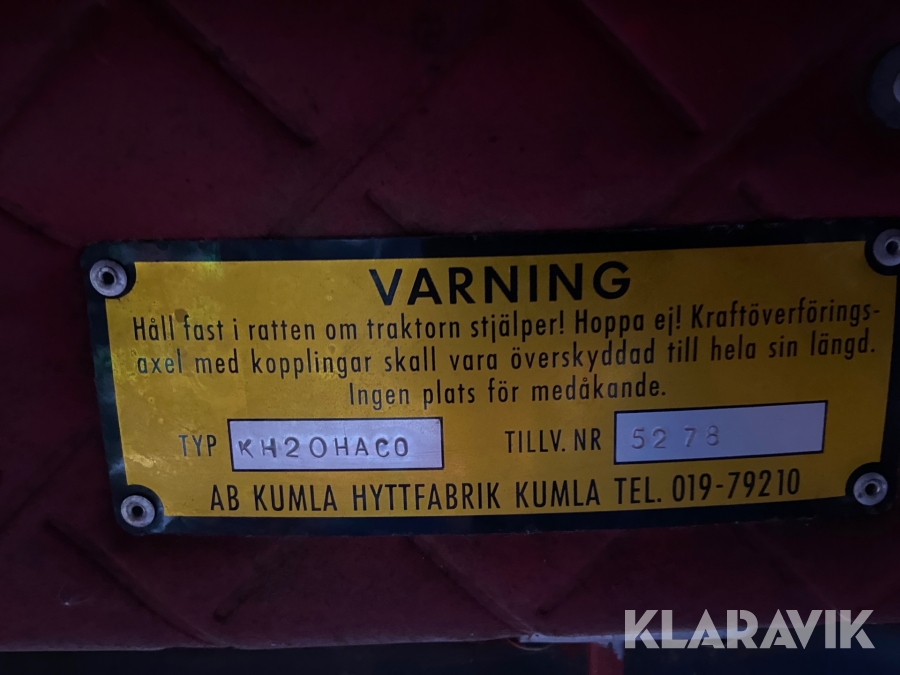 VARNING
Håll fast i ratten om traktorn stjälper! Hoppa ej! Kraftöverförings-
axel med kopplingar skall vara överskyddad till hela sin längd.
Ingen plats för medåkande.
TYP KH20HACO TILLV. NR 5278
AB KUMLA HYTTFABRIK KUMLA TEL. 019-79210
KLARAVIK